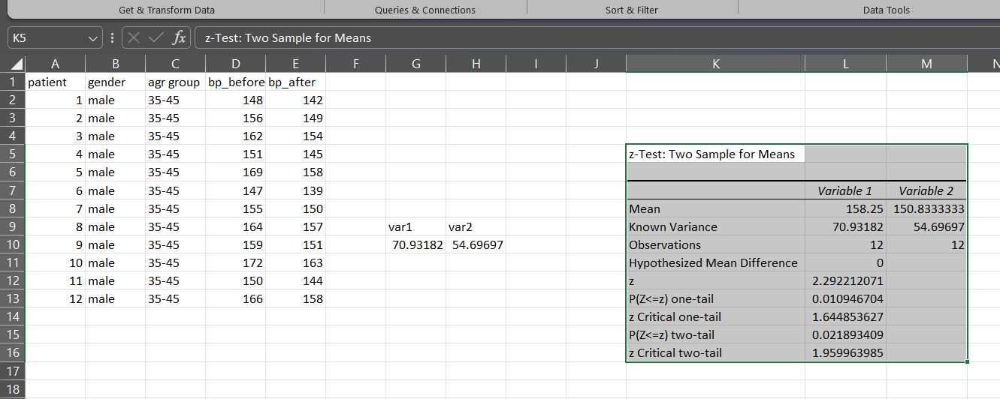 Get & Transform Data Queries & Connections Sort & Filter Data Tools
K5 fx z-Test: Two Sample for Means
A B C D E F G H I J K L M N
1 patient gender agr group bp_before bp_after
2 1 male 35-45 148 142
3 2 male 35-45 156 149
4 3 male 35-45 162 154
5 4 male 35-45 151 145 z-Test: Two Sample for Means
6 5 male 35-45 169 158
7 6 male 35-45 147 139 Variable 1 Variable 2
8 7 male 35-45 155 150 Mean 158.25 150.8333333
9 8 male 35-45 164 157 var1 var2 Known Variance 70.93182 54.69697
10 9 male 35-45 159 151 70.93182 54.69697 Observations 12 12
11 10 male 35-45 172 163 Hypothesized Mean Difference 0
12 11 male 35-45 150 144 z 2.292212071
13 12 male 35-45 166 158 P(Z<=z) one-tail 0.010946704
14 z Critical one-tail 1.644853627
15 P(Z<=z) two-tail 0.021893409
16 z Critical two-tail 1.959963985
17
18